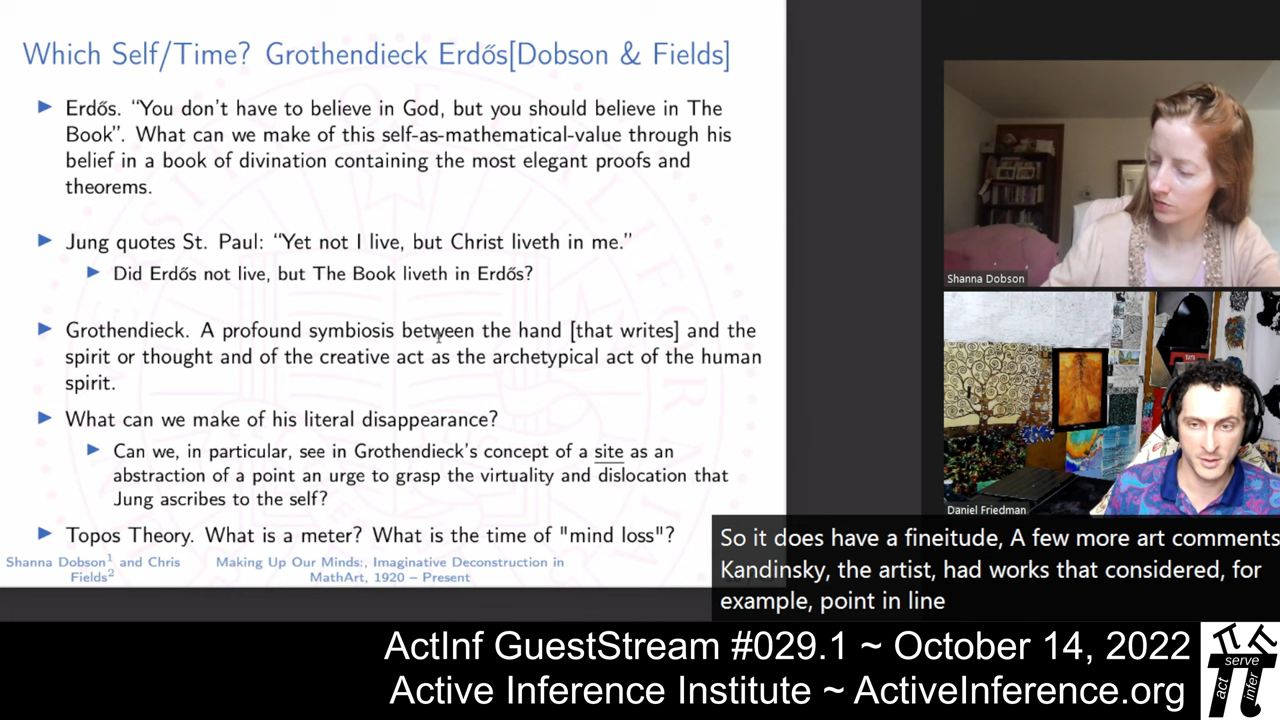 Which Self/Time? Grothendieck Erdős[Dobson & Fields]
Erdős. “You don’t have to believe in God, but you should believe in The
Book”. What can we make of this self-as-mathematical-value through his
belief in a book of divination containing the most elegant proofs and
theorems.
Jung quotes St. Paul: “Yet not I live, but Christ liveth in me.”
Did Erdős not live, but The Book liveth in Erdős?
Grothendieck. A profound symbiosis between the hand [that writes] and the
spirit or thought and of the creative act as the archetypical act of the human
spirit.
What can we make of his literal disappearance?
Can we, in particular, see in Grothendieck’s concept of a site as an
abstraction of a point an urge to grasp the virtuality and dislocation that
Jung ascribes to the self?
Topos Theory. What is a meter? What is the time of "mind loss"?
Shanna Dobson¹ and Chris
Fields²
Making Up Our Minds:, Imaginative Deconstruction in
MathArt, 1920 – Present
Shanna Dobson
Daniel Friedman
So it does have a fineitude, A few more art comments
Kandinsky, the artist, had works that considered, for
example, point in line
ActInf GuestStream #029.1 ~ October 14, 2022
Active Inference Institute ~ ActiveInference.org
serve
act
infer